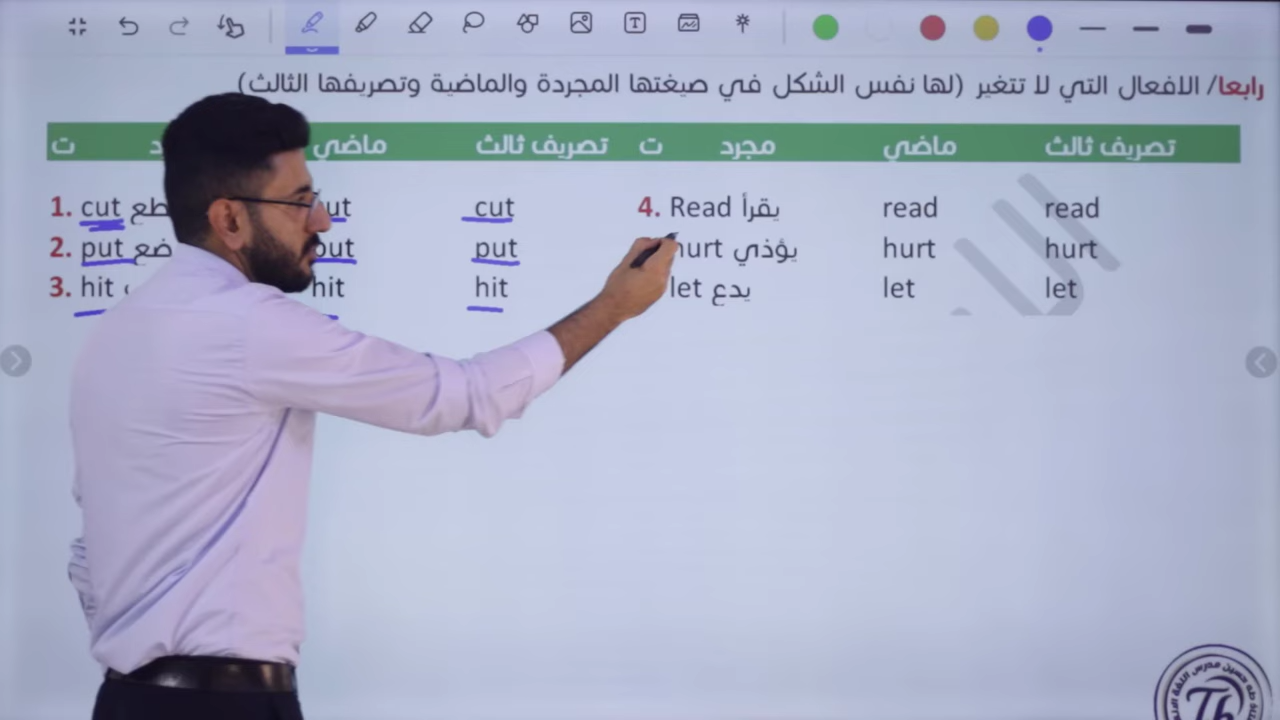 رابعا/ الافعال التي لا تتغير (لها نفس الشكل في صيغتها المجردة والماضية وتصريفها الثالث)
ت ماضي تصريف ثالث ت مجرد ماضي تصريف ثالث
1. cut cut 4. Read يقرأ read read
2. put put put hurt يؤذي hurt hurt
3. hit hit hit let يدع let let